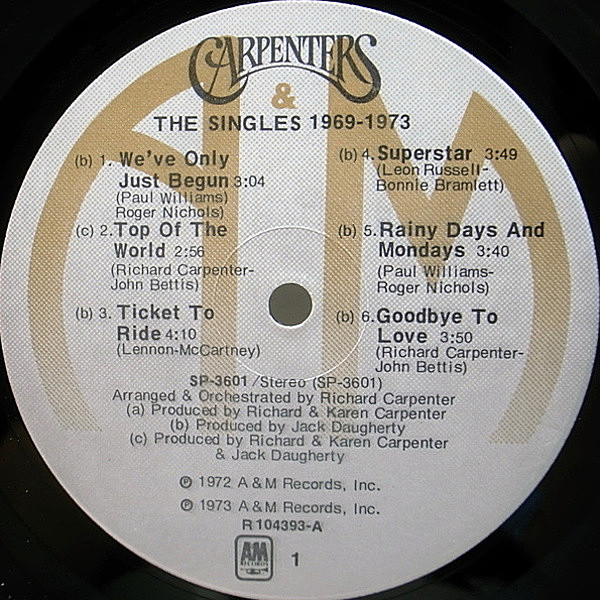 CARPENTERS
&
THE SINGLES 1969-1973
(b) 1. We've Only
Just Begun 3:04
(Paul Williams)
Roger Nichols)
(c) 2. Top Of The
World 2:56
(Richard Carpenter-
John Bettis)
(b) 3. Ticket To
Ride 4:10
(Lennon-McCartney)
(b) 4. Superstar 3:49
(Leon Russell-
Bonnie Bramlett)
(b) 5. Rainy Days And
Mondays 3:40
(Paul Williams-
Roger Nichols)
(b) 6. Goodbye To
Love 3:50
(Richard Carpenter-
John Bettis)
SP-3601/Stereo (SP-3601)
Arranged & Orchestrated by Richard Carpenter
(a) Produced by Richard & Karen Carpenter
(b) Produced by Jack Daugherty
(c) Produced by Richard & Karen Carpenter
& Jack Daugherty
℗ 1972 A&M Records, Inc.
℗ 1973 A&M Records, Inc.
R 104393-A
AM
RECORDS
1